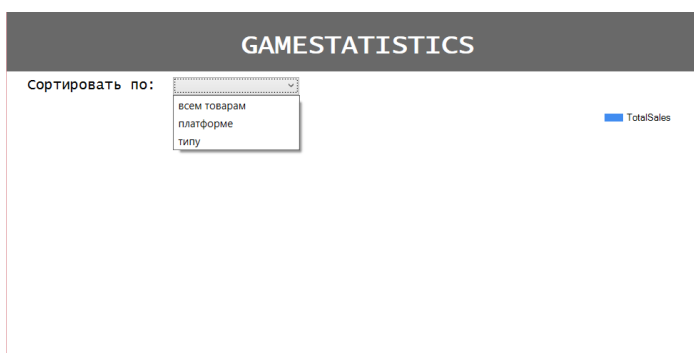 GAMESTATISTICS
Сортировать по:
всем товарам
платформе
типу
TotalSales